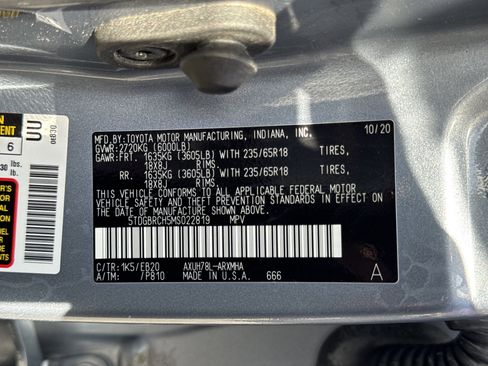 MFD.BY:TOYOTA MOTOR MANUFACTURING, INDIANA, INC. 10/20
GVWR:2720KG (6000LB)
GAWR:FRT. 1635KG (3605LB) WITH 235/65R18 TIRES,
18X8J RIMS.
RR. 1635KG (3605LB) WITH 235/65R18 TIRES,
18X8J RIMS.
THIS VEHICLE CONFORMS TO ALL APPLICABLE FEDERAL MOTOR
VEHICLE SAFETY AND THEFT PREVENTION STANDARDS IN EFFECT
ON THE DATE OF MANUFACTURE SHOWN ABOVE.
5TDGBRCH5MS022819 MPV
C/TR:1K5/EB20 AXUH78L-ARXMHA
A/TM: /P810 MADE IN U.S.A. 666 A
6
lbs.